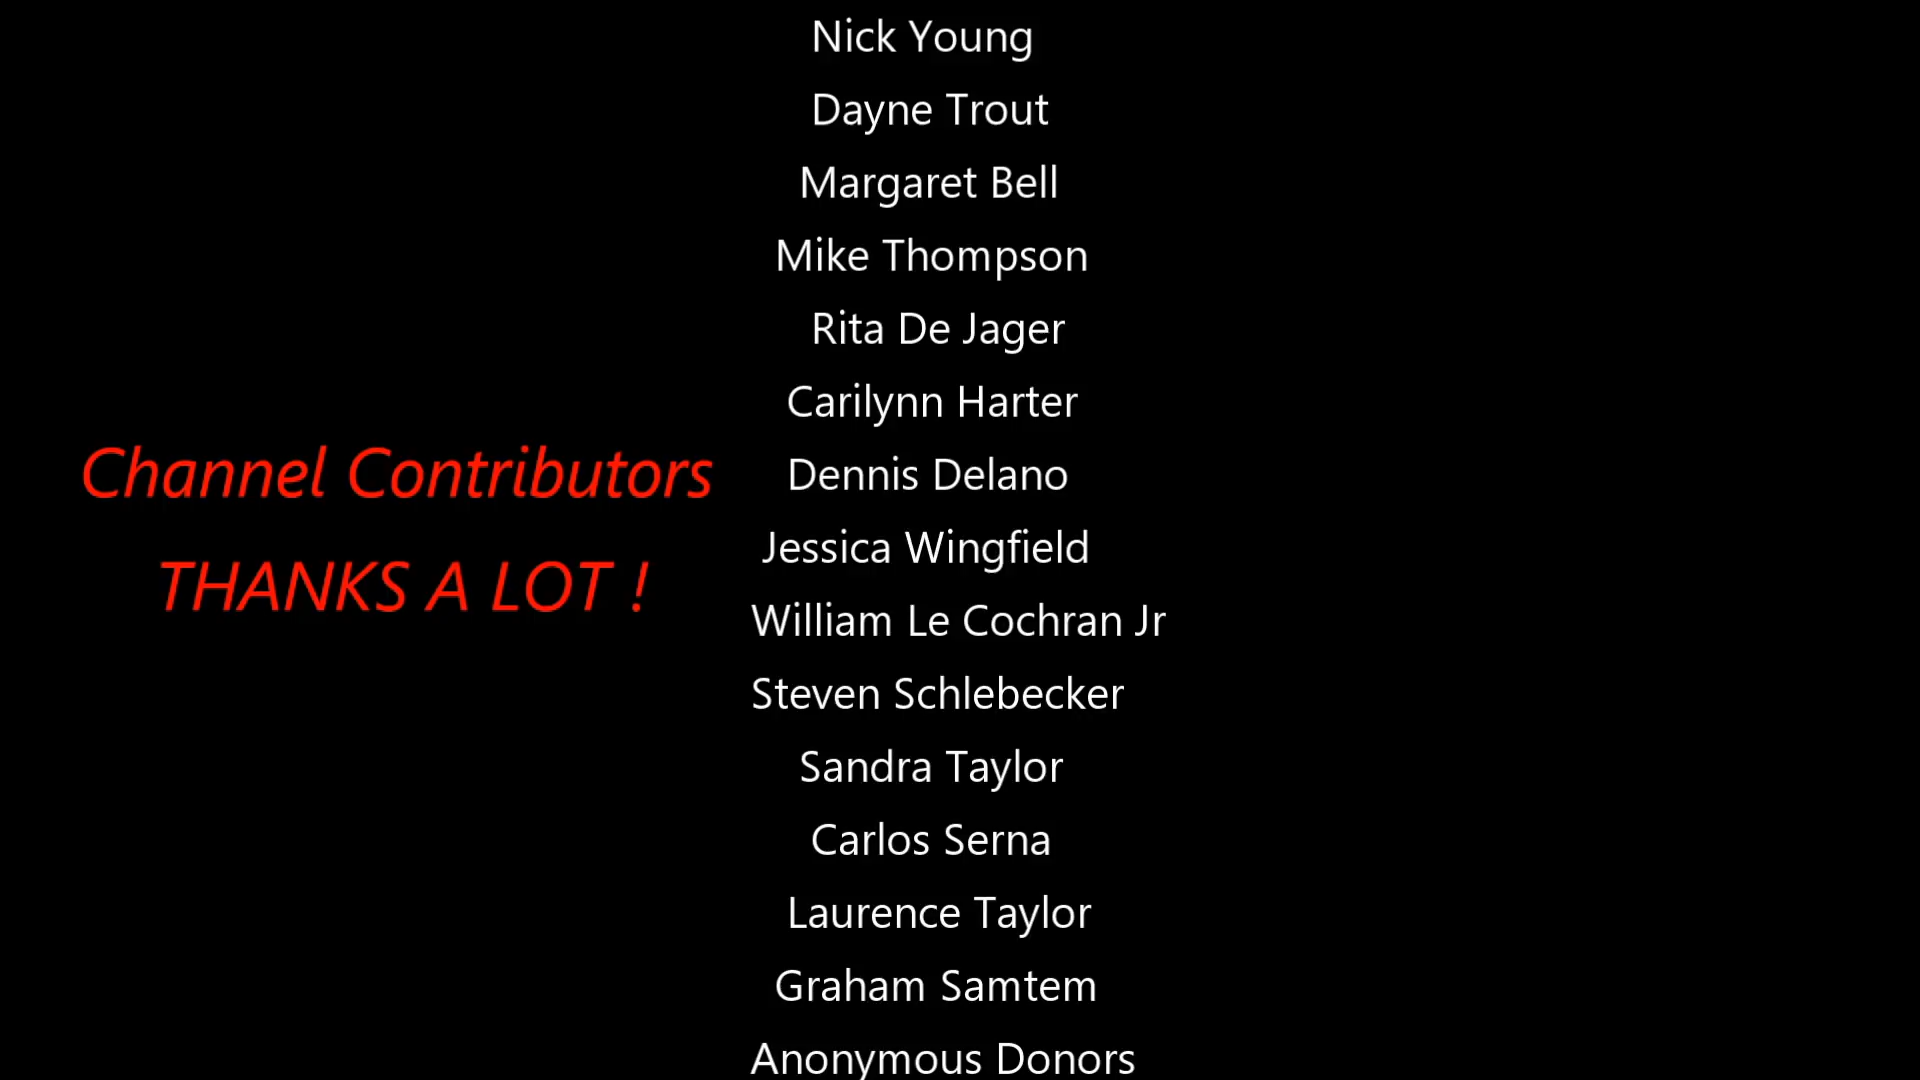 Channel Contributors
THANKS A LOT !
Nick Young
Dayne Trout
Margaret Bell
Mike Thompson
Rita De Jager
Carilynn Harter
Dennis Delano
Jessica Wingfield
William Le Cochran Jr
Steven Schlebecker
Sandra Taylor
Carlos Serna
Laurence Taylor
Graham Samtem
Anonymous Donors